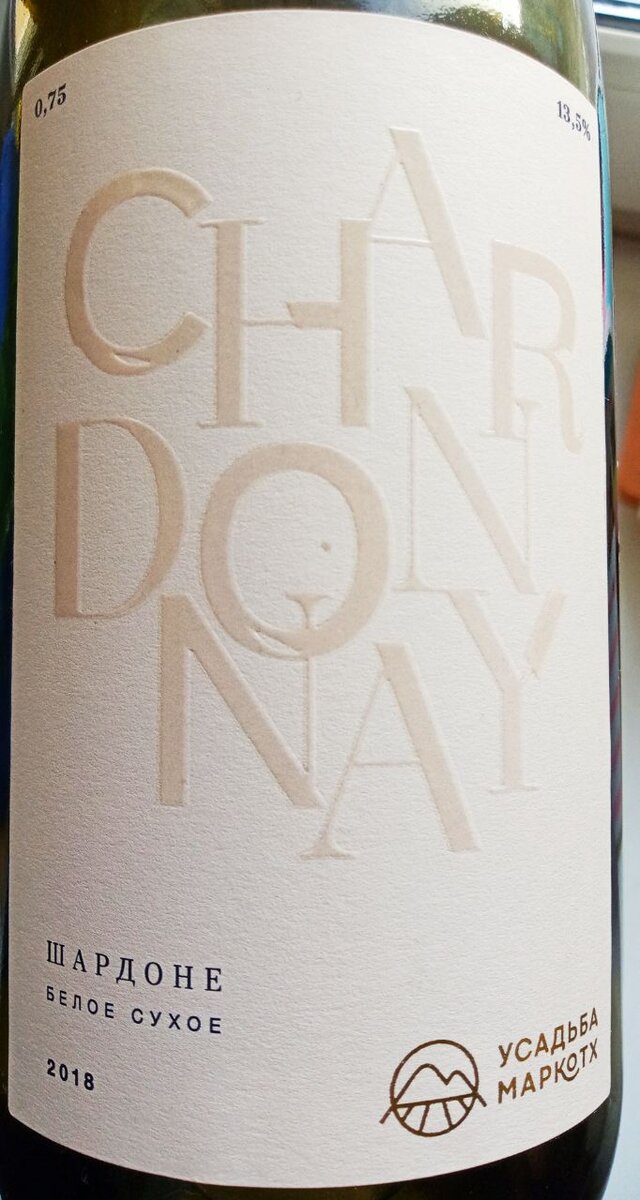 0,75
13,5%
CHAR
DON
NAY
ШАРДОНЕ
БЕЛОЕ СУХОЕ
2018
УСАДЬБА
МАРКОТХ